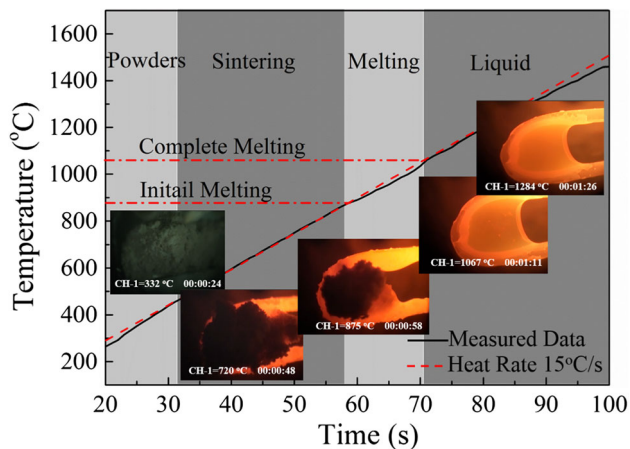 1600
1400
1200
1000
800
600
400
200
Temperature (°C)
Powders
Sintering
Melting
Liquid
Complete Melting
Initail Melting
CH-1=332 °C 00:00:24
CH-1=720 °C 00:00:48
CH-1=875 °C 00:00:58
CH-1=1067 °C 00:01:11
CH-1=1284 °C 00:01:26
Measured Data
Heat Rate 15°C/s
20 30 40 50 60 70 80 90 100
Time (s)